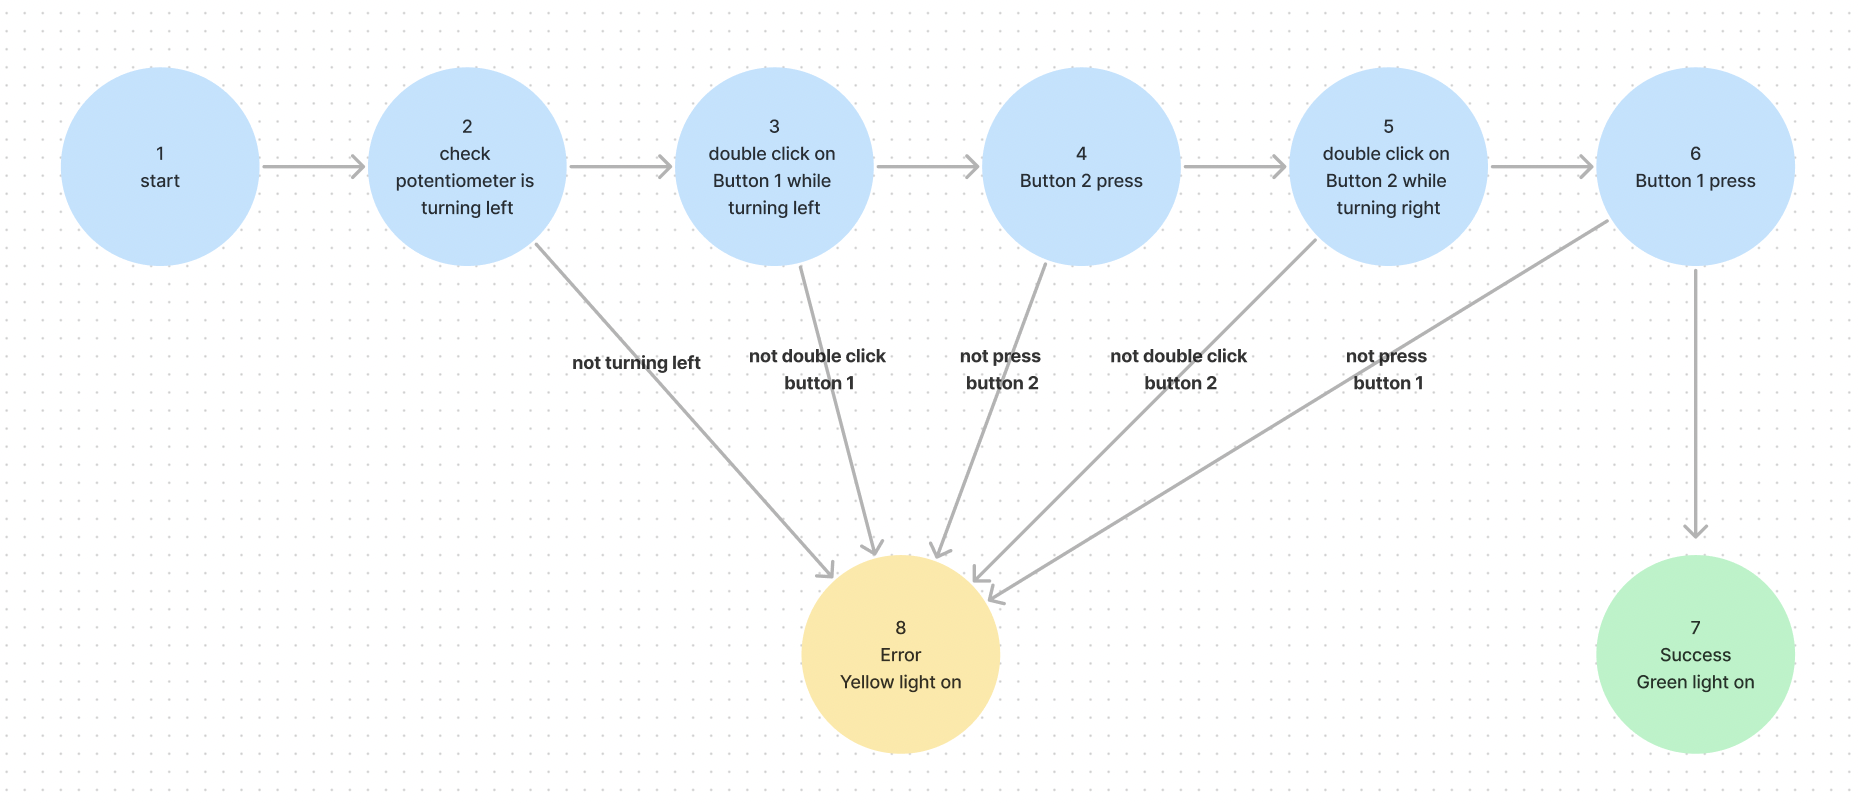 1
start
2
check
potentiometer is
turning left
3
double click on
Button 1 while
turning left
4
Button 2 press
5
double click on
Button 2 while
turning right
6
Button 1 press
not turning left
not double click
button 1
not press
button 2
not double click
button 2
not press
button 1
8
Error
Yellow light on
7
Success
Green light on